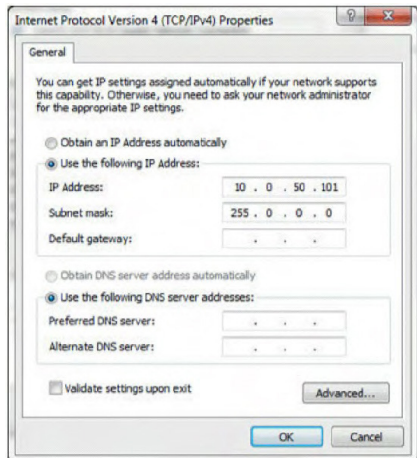 Internet Protocol Version 4 (TCP/IPv4) Properties
General
You can get IP settings assigned automatically if your network supports
this capability. Otherwise, you need to ask your network administrator
for the appropriate IP settings.
Obtain an IP Address automatically
Use the following IP Address:
IP Address: 10 . 0 . 50 . 101
Subnet mask: 255 . 0 . 0 . 0
Default gateway: . . .
Obtain DNS server address automatically
Use the following DNS server addresses:
Preferred DNS server: . . .
Alternate DNS server: . . .
Validate settings upon exit
Advanced...
OK Cancel